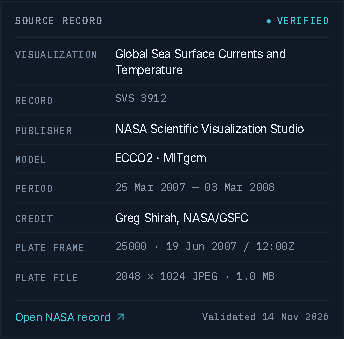 SOURCE RECORD
• VERIFIED
VISUALIZATION Global Sea Surface Currents and
Temperature
RECORD SVS 3912
PUBLISHER NASA Scientific Visualization Studio
MODEL ECCO2 · MITgcm
PERIOD 25 Mar 2007 — 03 Mar 2008
CREDIT Greg Shirah, NASA/GSFC
PLATE FRAME 25000 · 19 Jun 2007 / 12:00Z
PLATE FILE 2048 × 1024 JPEG · 1.0 MB
Open NASA record ↗
Validated 14 Nov 2026